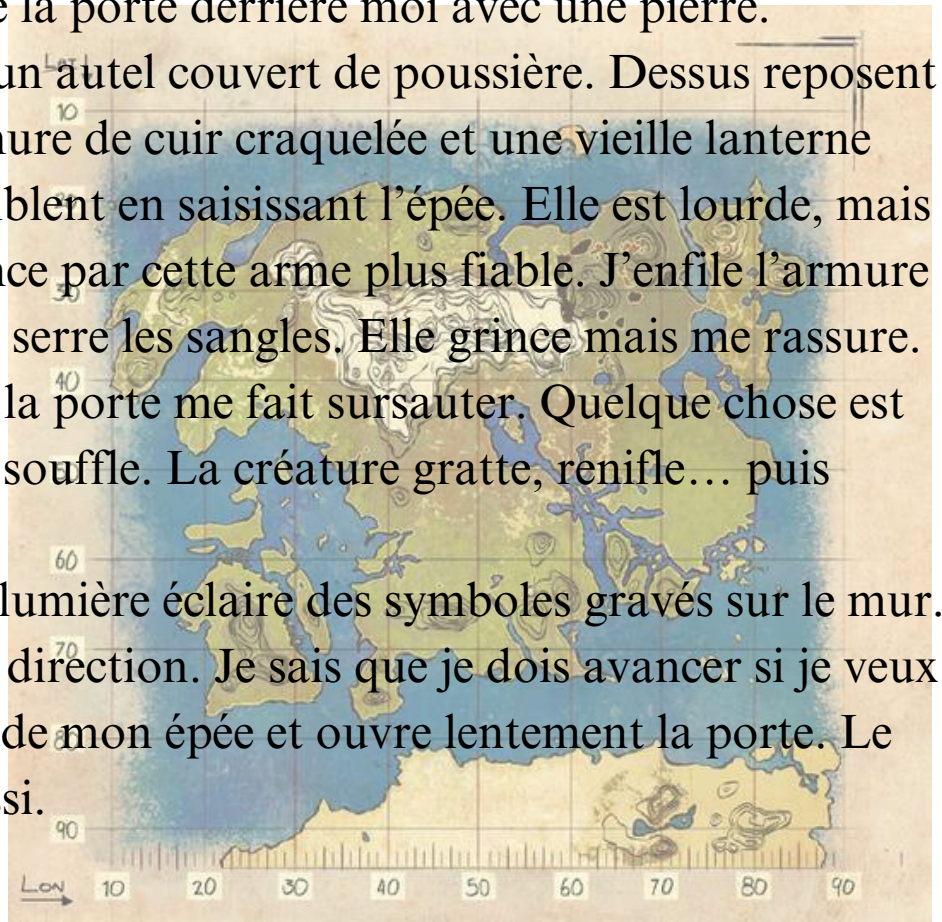 la porte derrière moi avec une pierre.
un autel couvert de poussière. Dessus reposent
de cuir craquelée et une vieille lanterne
en saisissant l’épée. Elle est lourde, mais
par cette arme plus fiable. J’enfile l’armure
serre les sangles. Elle grince mais me rassure.
la porte me fait sursauter. Quelque chose est
souffle. La créature gratte, renifle… puis
lumière éclaire des symboles gravés sur le mur.
direction. Je sais que je dois avancer si je veux
de mon épée et ouvre lentement la porte. Le
10
30
40
60
70
90
Lon 10 20 30 40 50 60 70 80 90